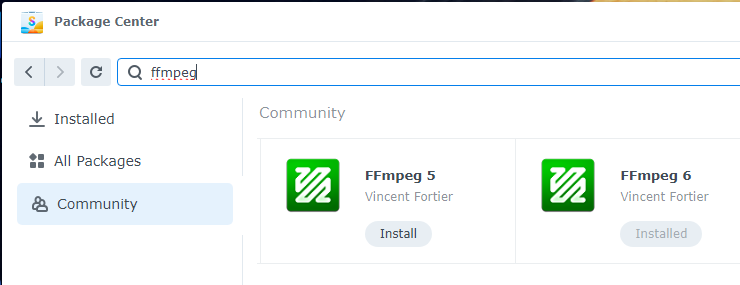 Package Center
ffmpeg
Installed
All Packages
Community
Community
FFmpeg 5
Vincent Fortier
Install
FFmpeg 6
Vincent Fortier
Installed